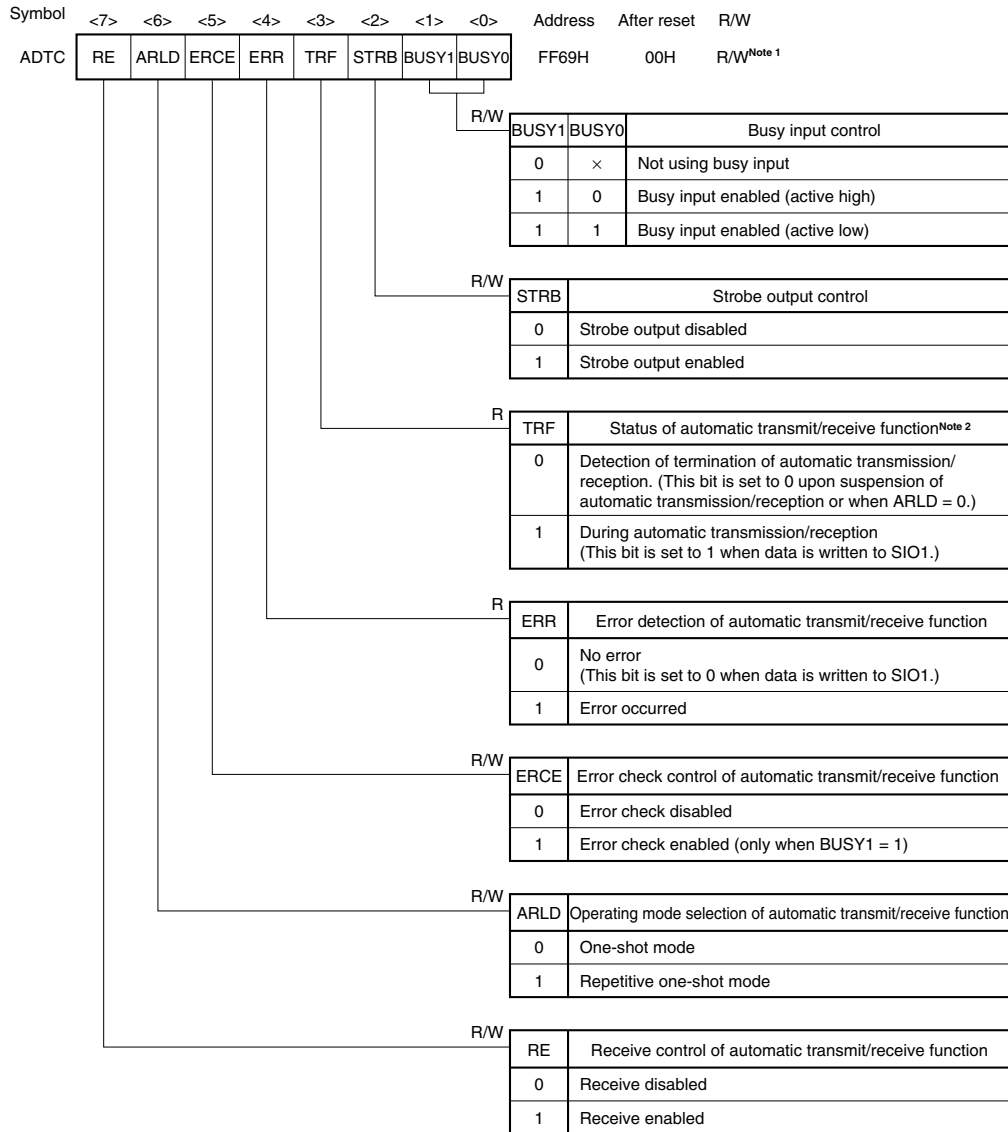 Symbol <7> <6> <5> <4> <3> <2> <1> <0> Address After reset R/W
ADTC RE ARLD ERCE ERR TRF STRB BUSY1 BUSY0 FF69H 00H R/W Note 1
R/W BUSY1 BUSY0 Busy input control
0 × Not using busy input
1 0 Busy input enabled (active high)
1 1 Busy input enabled (active low)
R/W STRB Strobe output control
0 Strobe output disabled
1 Strobe output enabled
R TRF Status of automatic transmit/receive function Note 2
0 Detection of termination of automatic transmission/
reception. (This bit is set to 0 upon suspension of
automatic transmission/reception or when ARLD = 0.)
1 During automatic transmission/reception
(This bit is set to 1 when data is written to SIO1.)
R ERR Error detection of automatic transmit/receive function
0 No error
(This bit is set to 0 when data is written to SIO1.)
1 Error occurred
R/W ERCE Error check control of automatic transmit/receive function
0 Error check disabled
1 Error check enabled (only when BUSY1 = 1)
R/W ARLD Operating mode selection of automatic transmit/receive function
0 One-shot mode
1 Repetitive one-shot mode
R/W RE Receive control of automatic transmit/receive function
0 Receive disabled
1 Receive enabled